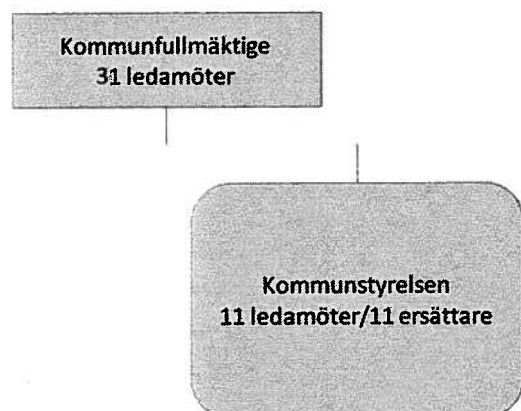 Kommunfullmäktige
31 ledamöter
Kommunstyrelsen
11 ledamöter/11 ersättare